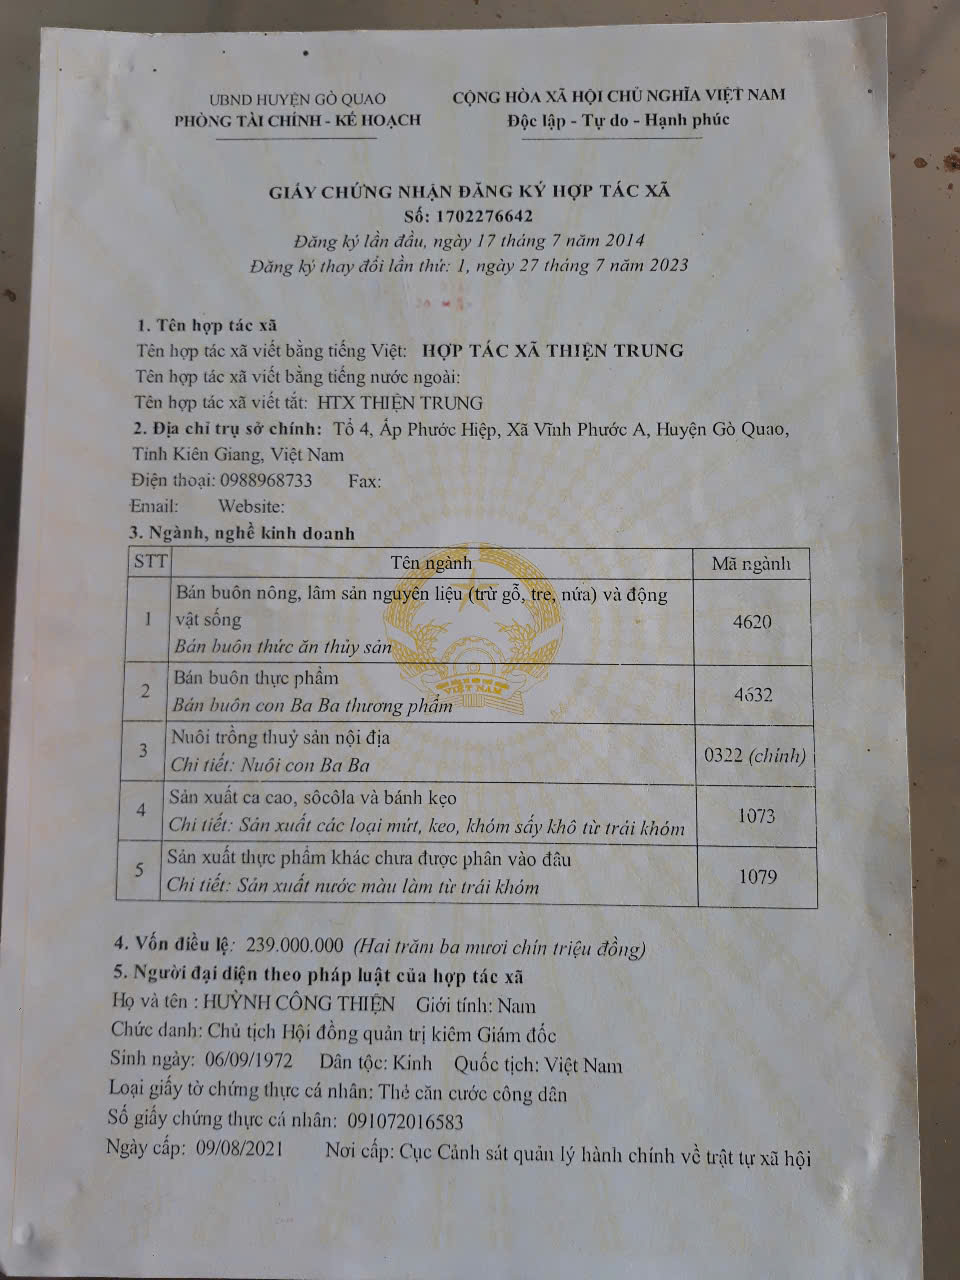 UBND HUYỆN GÒ QUAO
PHÒNG TÀI CHÍNH - KẾ HOẠCH
CỘNG HÒA XÃ HỘI CHỦ NGHĨA VIỆT NAM
Độc lập - Tự do - Hạnh phúc
GIẤY CHỨNG NHẬN ĐĂNG KÝ HỢP TÁC XÃ
Số: 1702276642
Đăng ký lần đầu, ngày 17 tháng 7 năm 2014
Đăng ký thay đổi lần thứ: 1, ngày 27 tháng 7 năm 2023
1. Tên hợp tác xã
Tên hợp tác xã viết bằng tiếng Việt: HỢP TÁC XÃ THIỆN TRUNG
Tên hợp tác xã viết bằng tiếng nước ngoài:
Tên hợp tác xã viết tắt: HTX THIỆN TRUNG
2. Địa chỉ trụ sở chính: Tổ 4, Ấp Phước Hiệp, Xã Vĩnh Phước A, Huyện Gò Quao,
Tỉnh Kiên Giang, Việt Nam
Điện thoại: 0988968733 Fax:
Email: Website:
3. Ngành, nghề kinh doanh
STT Tên ngành Mã ngành
1 Bán buôn nông, lâm sản nguyên liệu (trừ gỗ, tre, nứa) và động
vật sống
Bán buôn thức ăn thủy sản
4620
2 Bán buôn thực phẩm
Bán buôn con Ba Ba thương phẩm
4632
3 Nuôi trồng thuỷ sản nội địa
Chi tiết: Nuôi con Ba Ba
0322 (chính)
4 Sản xuất ca cao, sôcôla và bánh kẹo
Chi tiết: Sản xuất các loại mứt, keo, khóm sấy khô từ trái khóm
1073
5 Sản xuất thực phẩm khác chưa được phân vào đâu
Chi tiết: Sản xuất nước màu làm từ trái khóm
1079
VIỆT NAM
4. Vốn điều lệ: 239.000.000 (Hai trăm ba mươi chín triệu đồng)
5. Người đại diện theo pháp luật của hợp tác xã
Họ và tên : HUỲNH CÔNG THIỆN Giới tính: Nam
Chức danh: Chủ tịch Hội đồng quản trị kiêm Giám đốc
Sinh ngày: 06/09/1972 Dân tộc: Kinh Quốc tịch: Việt Nam
Loại giấy tờ chứng thực cá nhân: Thẻ căn cước công dân
Số giấy chứng thực cá nhân: 091072016583
Ngày cấp: 09/08/2021 Nơi cấp: Cục Cảnh sát quản lý hành chính về trật tự xã hội